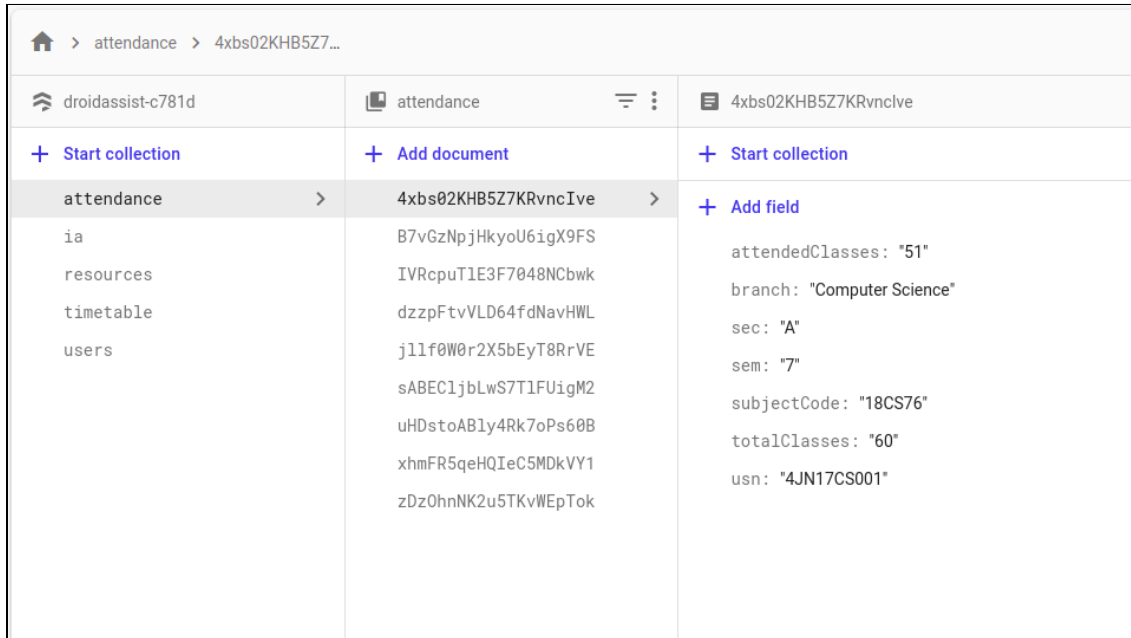 attendance > 4xbs02KHB5Z7…
droidassist-c781d
+ Start collection
attendance
ia
resources
timetable
users
attendance
+ Add document
4xbs02KHB5Z7KRvncIve
B7vGzNpjHkyoU6igX9FS
IVRcpuTlE3F7048NCbwk
dzzpFtvVLD64fdNavHWL
jllf0W0r2X5bEyT8RrVE
sABECljbLwS7TlFUigM2
uHDstoABly4Rk7oPs60B
xhmFR5qeHQIeC5MDkVY1
zDzOhnNK2u5TKvWEpTok
4xbs02KHB5Z7KRvncIve
+ Start collection
+ Add field
attendedClasses: "51"
branch: "Computer Science"
sec: "A"
sem: "7"
subjectCode: "18CS76"
totalClasses: "60"
usn: "4JN17CS001"